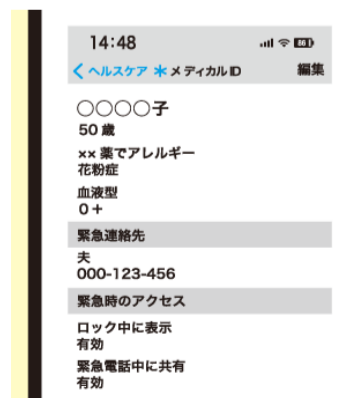 14:48 86
ヘルスケア * メディカルID 編集
○○○○子
50 歳
×× 薬でアレルギー
花粉症
血液型
O +
緊急連絡先
夫
000-123-456
緊急時のアクセス
ロック中に表示
有効
緊急電話中に共有
有効